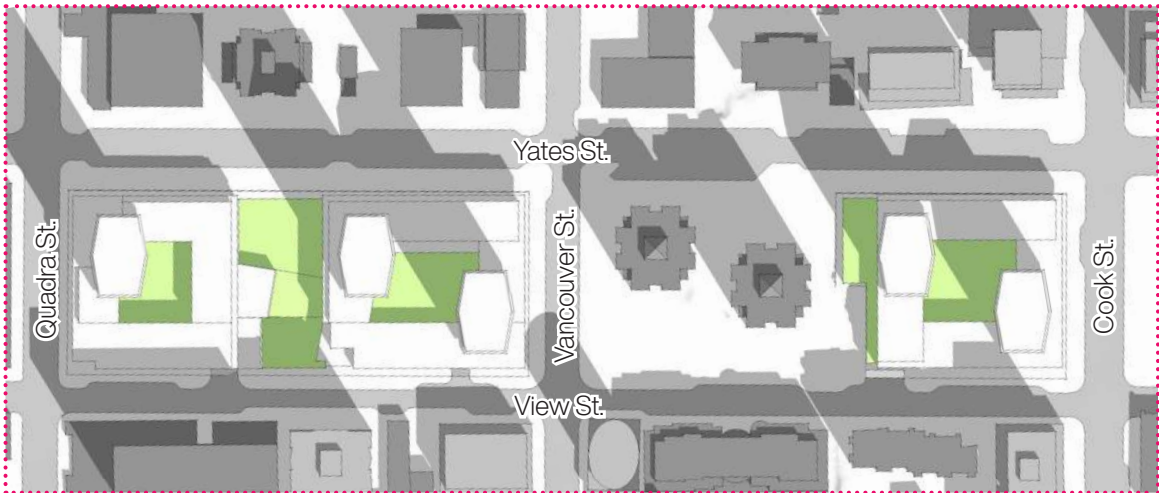 Yates St.
Quadra St.
Vancouver St.
Cook St.
View St.